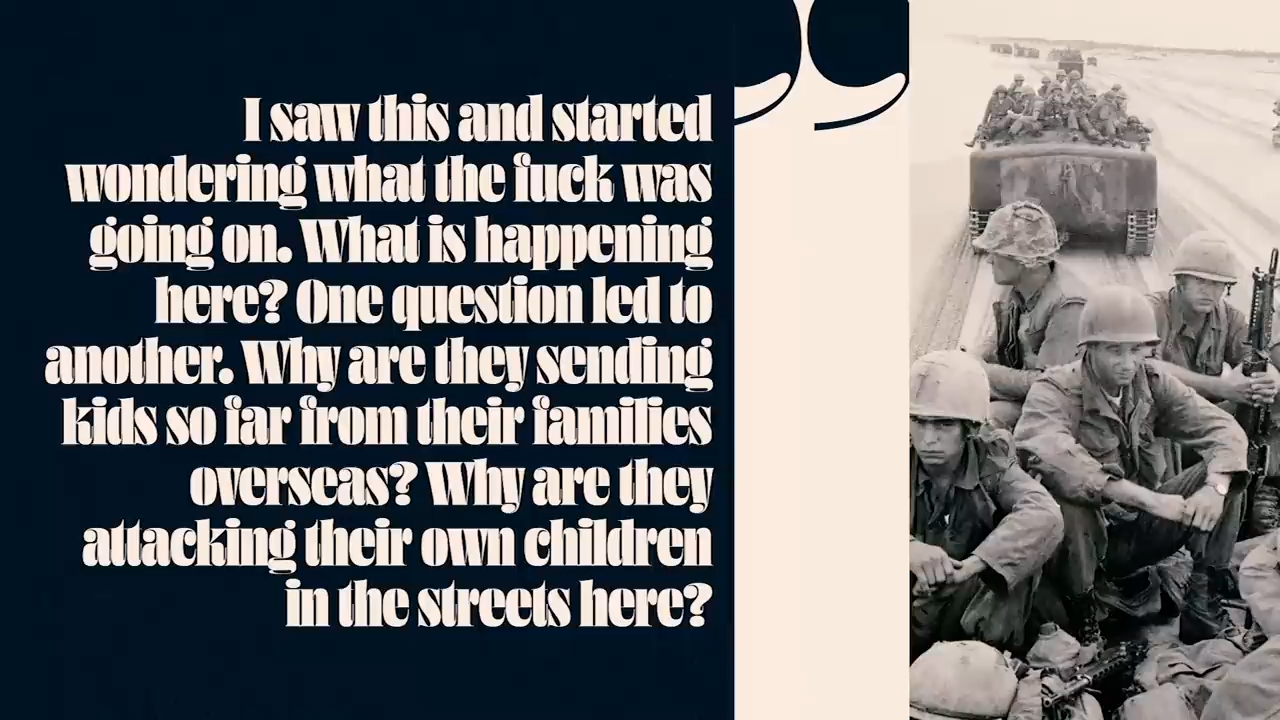 I saw this and started
wondering what the fuck was
going on. What is happening
here? One question led to
another. Why are they sending
kids so far from their families
overseas? Why are they
attacking their own children
in the streets here?